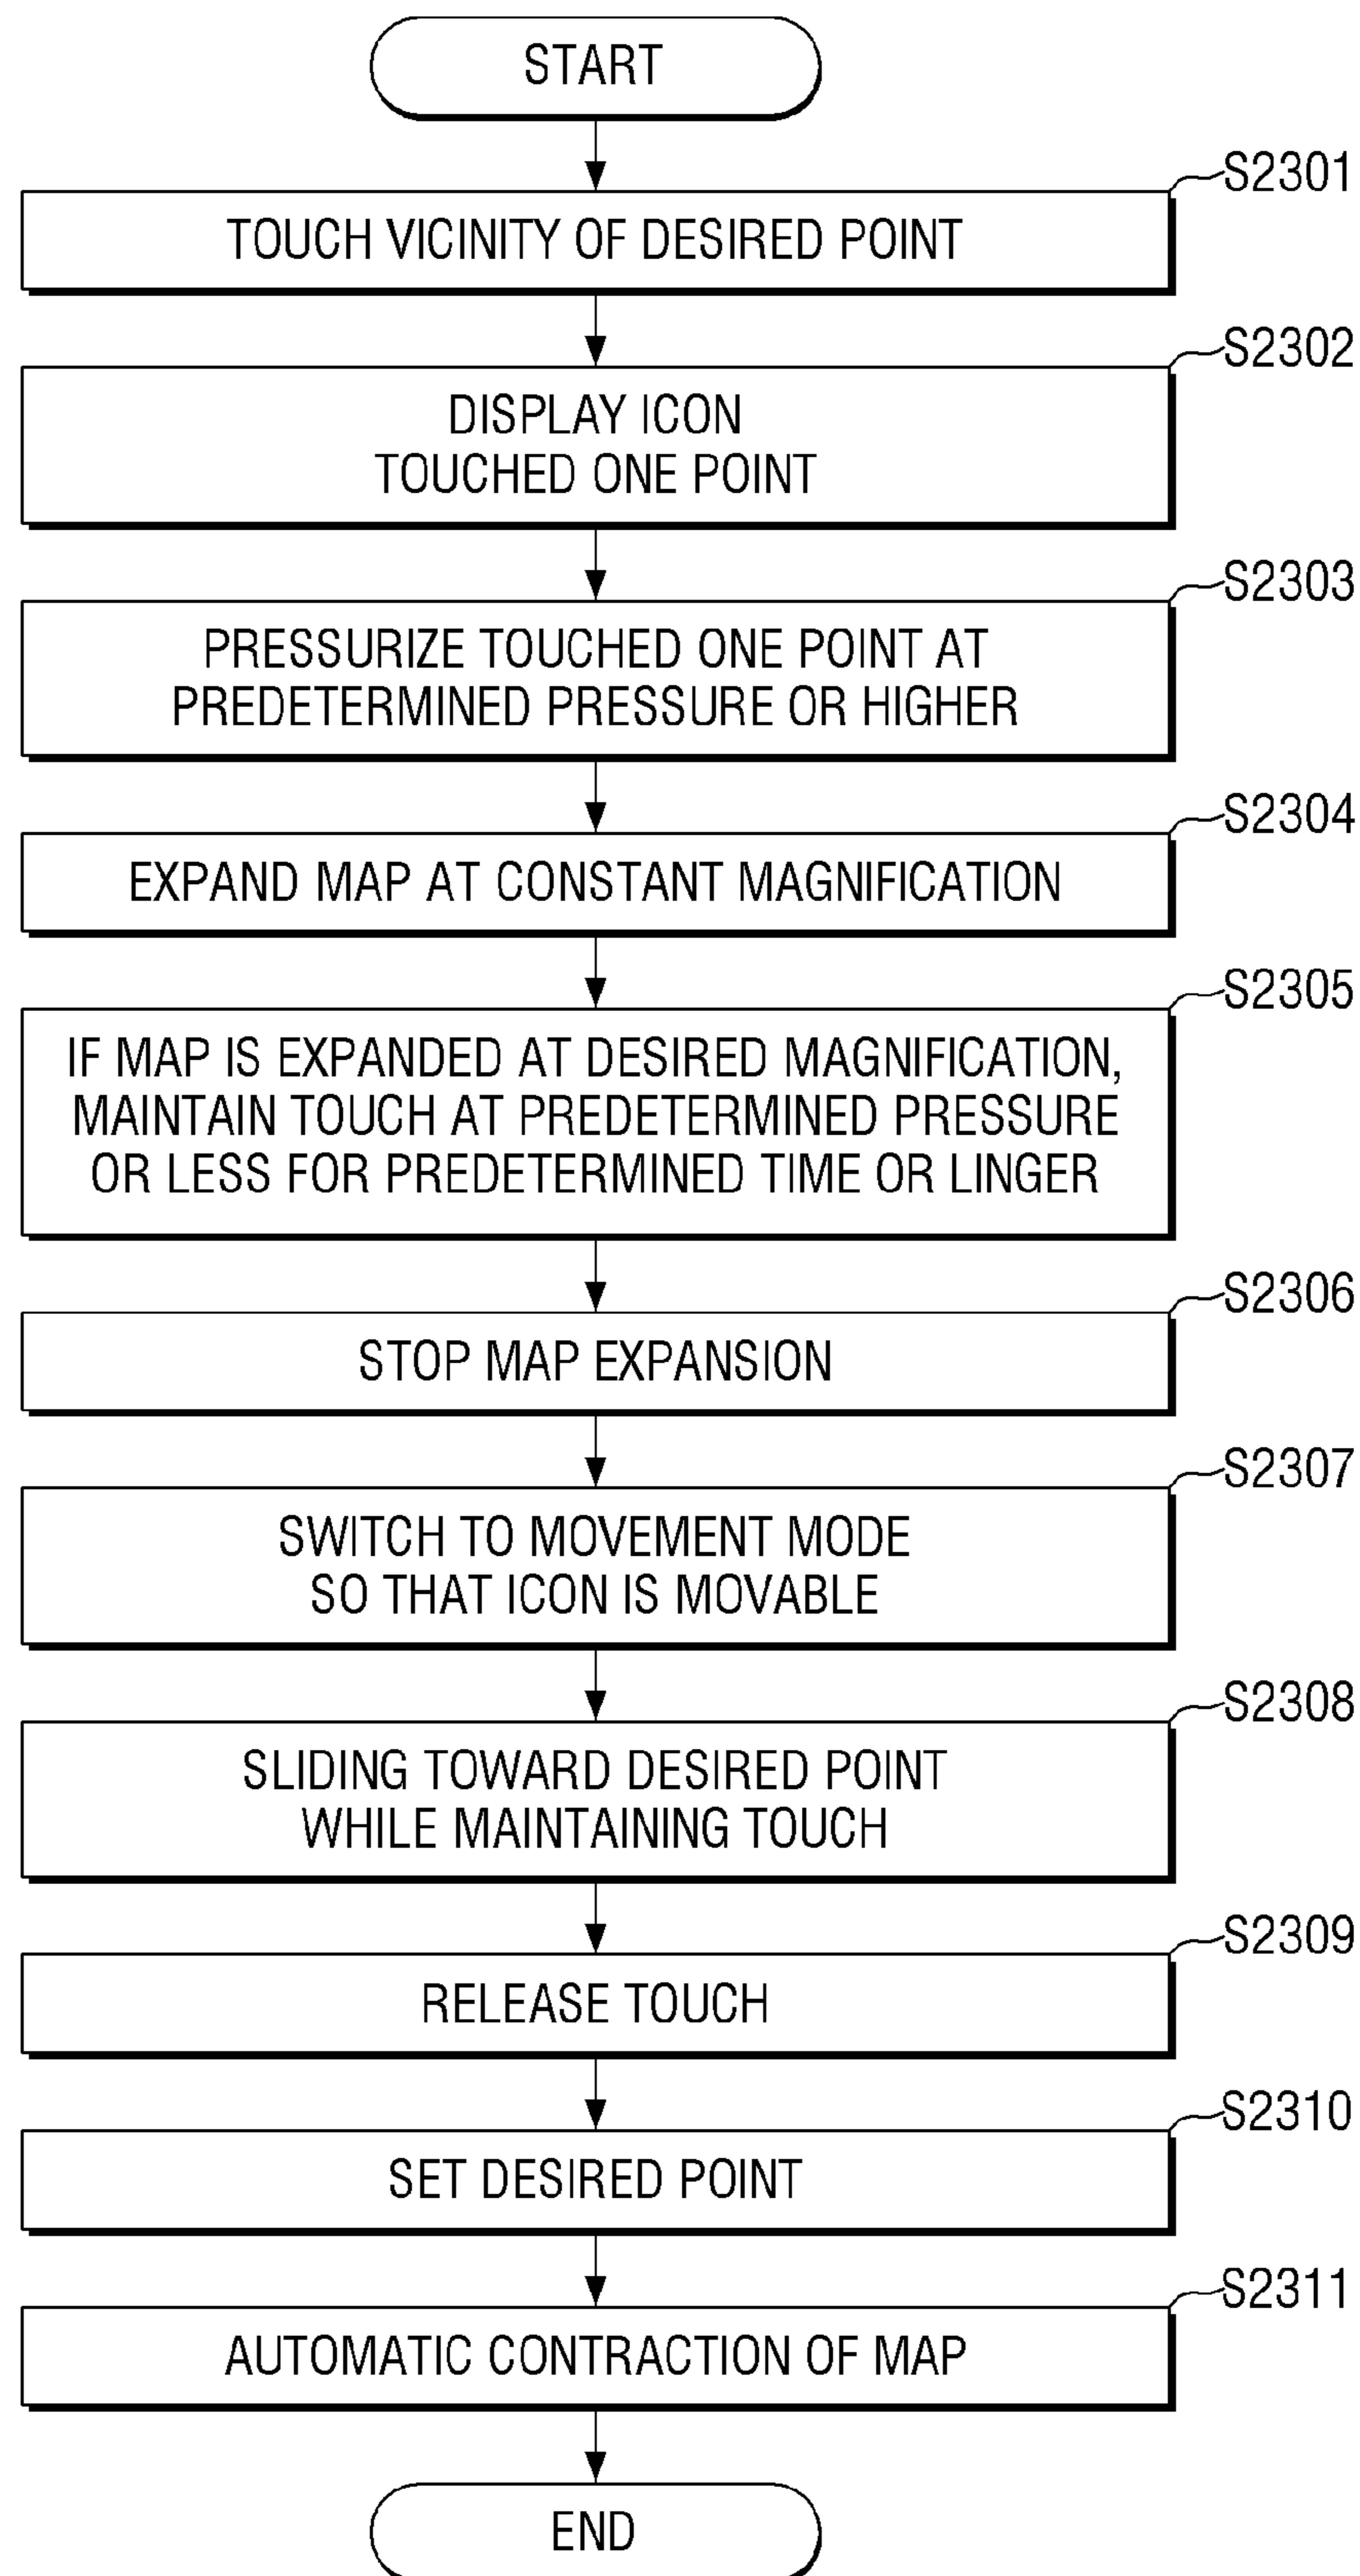 START
S2301
TOUCH VICINITY OF DESIRED POINT
S2302
DISPLAY ICON
TOUCHED ONE POINT
S2303
PRESSURIZE TOUCHED ONE POINT AT
PREDETERMINED PRESSURE OR HIGHER
S2304
EXPAND MAP AT CONSTANT MAGNIFICATION
S2305
IF MAP IS EXPANDED AT DESIRED MAGNIFICATION,
MAINTAIN TOUCH AT PREDETERMINED PRESSURE
OR LESS FOR PREDETERMINED TIME OR LINGER
S2306
STOP MAP EXPANSION
S2307
SWITCH TO MOVEMENT MODE
SO THAT ICON IS MOVABLE
S2308
SLIDING TOWARD DESIRED POINT
WHILE MAINTAINING TOUCH
S2309
RELEASE TOUCH
S2310
SET DESIRED POINT
S2311
AUTOMATIC CONTRACTION OF MAP
END